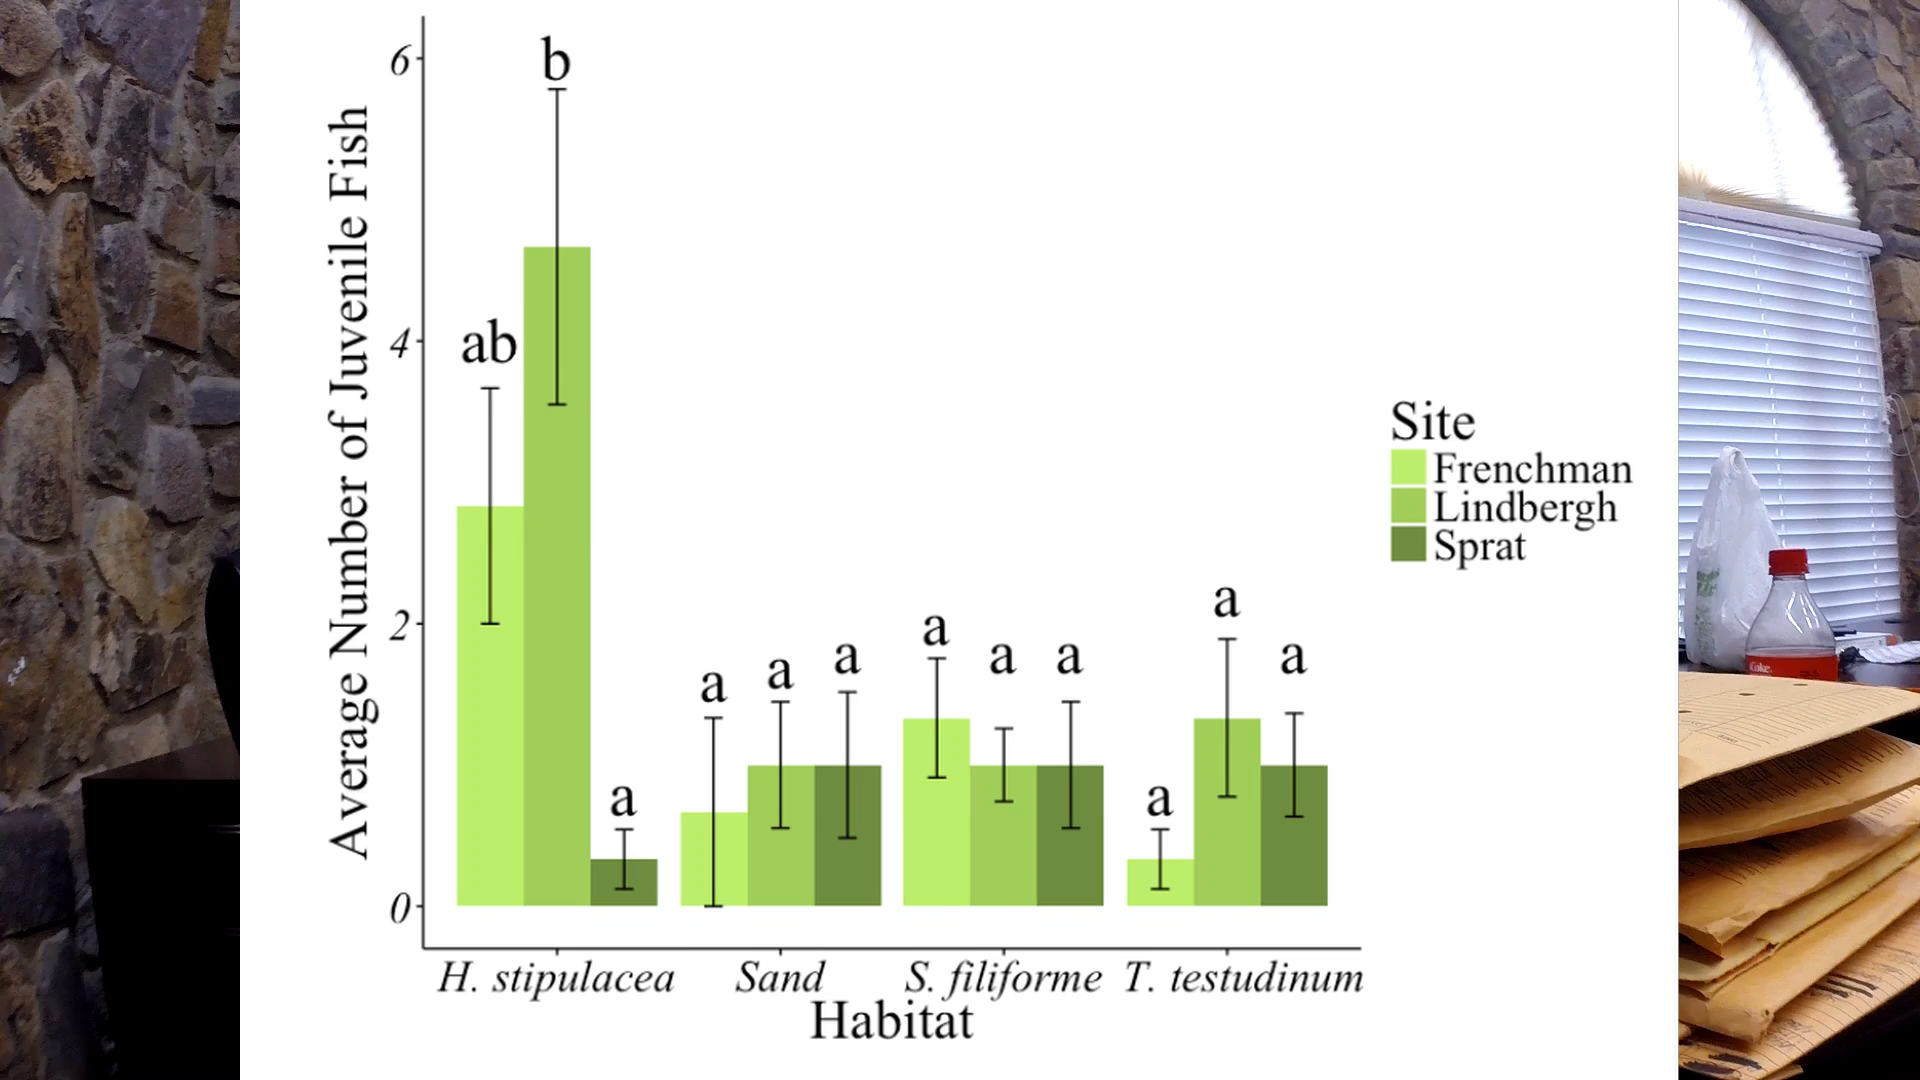 Average Number of Juvenile Fish
6
4
2
0
ab
b
a
a
a
a
a
a
a
a
a
a
H. stipulacea
Sand
S. filiforme
T. testudinum
Habitat
Site
Frenchman
Lindbergh
Sprat
Coke